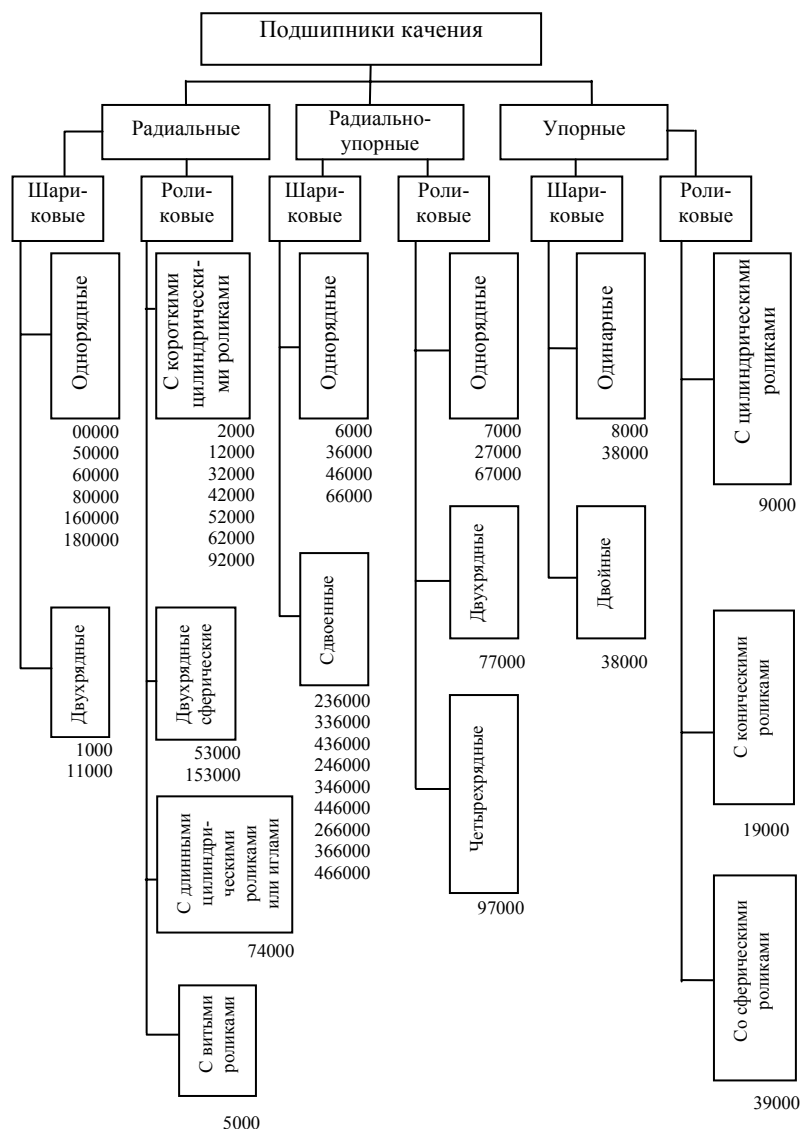 Подшипники качения
Радиальные
Радиально-
упорные
Упорные
Шари-
ковые
Роли-
ковые
Шари-
ковые
Роли-
ковые
Шари-
ковые
Роли-
ковые
Однорядные
00000
50000
60000
80000
160000
180000
Двухрядные
1000
11000
С короткими
цилиндрически-
ми роликами
2000
12000
32000
42000
52000
62000
92000
Двухрядные
сферические
53000
153000
С длинными
цилиндри-
ческими
роликами
или иглами
74000
С витыми
роликами
5000
Однорядные
6000
36000
46000
66000
Сдвоенные
236000
336000
436000
246000
346000
446000
266000
366000
466000
Однорядные
7000
27000
67000
Двухрядные
77000
Четырехрядные
97000
Одинарные
8000
38000
Двойные
38000
С цилиндрическими
роликами
9000
С коническими
роликами
19000
Со сферическими
роликами
39000